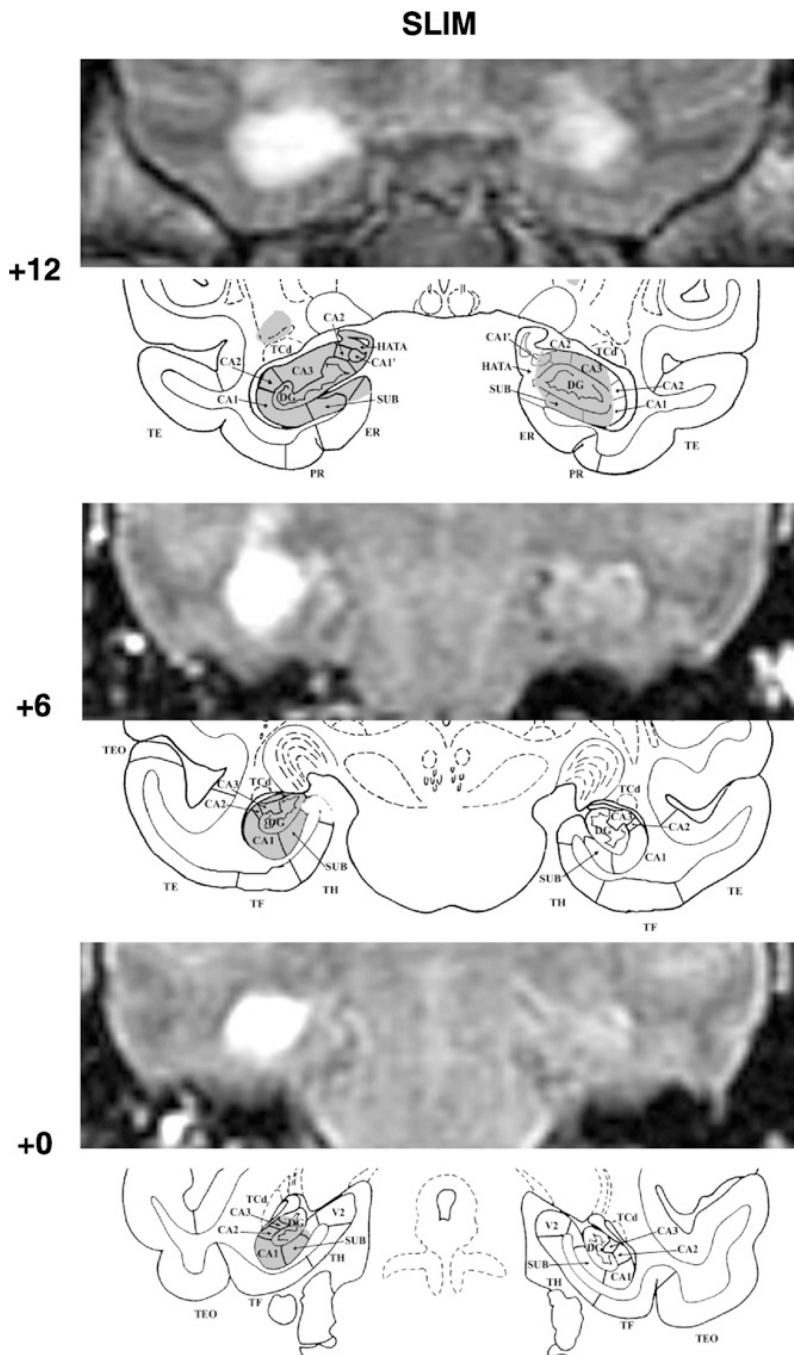 SLIM
+12
CA2
HATA
CA1'
TCd
CA2
CA3
DG
CA1
SUB
TE
ER
PR
CA1'
CA2
TCd
HATA
CA3
DG
CA2
SUB
CA1
ER
TE
PR
+6
TEO
CA3
TCd
CA2
DG
CA1
SUB
TE
TH
TF
TCd
CA3
DG
CA2
CA1
SUB
TE
TH
TF
+0
TCd
CA3
DG
V2
CA2
SUB
CA1
TH
TF
TEO
V2
TCd
CA3
DG
CA2
SUB
CA1
TH
TF
TEO